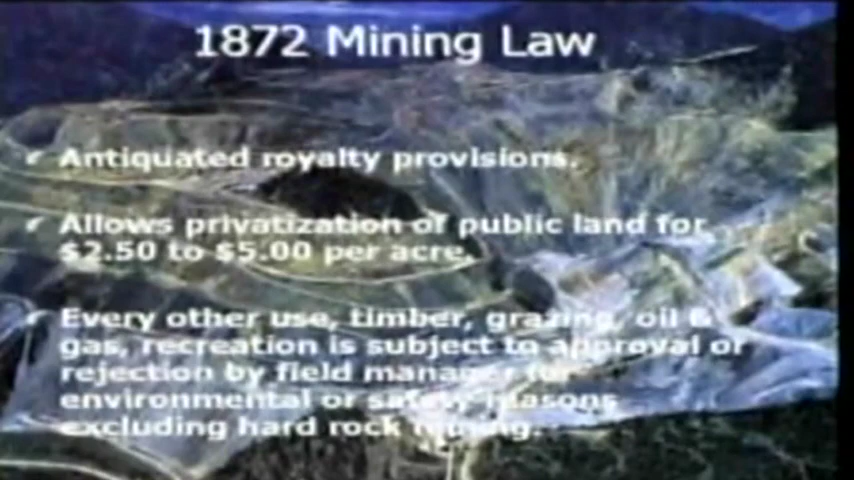 1872 Mining Law
Antiquated royalty provisions.
Allows privatization of public land for
$2.50 to $5.00 per acre.
Every other use, timber, grazing, oil &
gas, recreation is subject to approval or
rejection by field manager for
environmental or safety reasons
excluding hard rock mining.